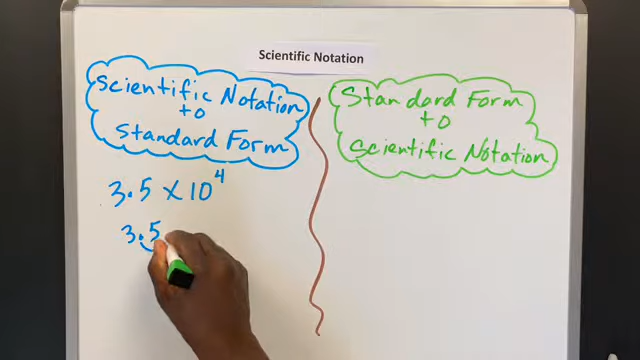 Scientific Notation
Scientific Notation
to
Standard Form
3.5 x 10^4
3.5
Standard Form
to
Scientific Notation